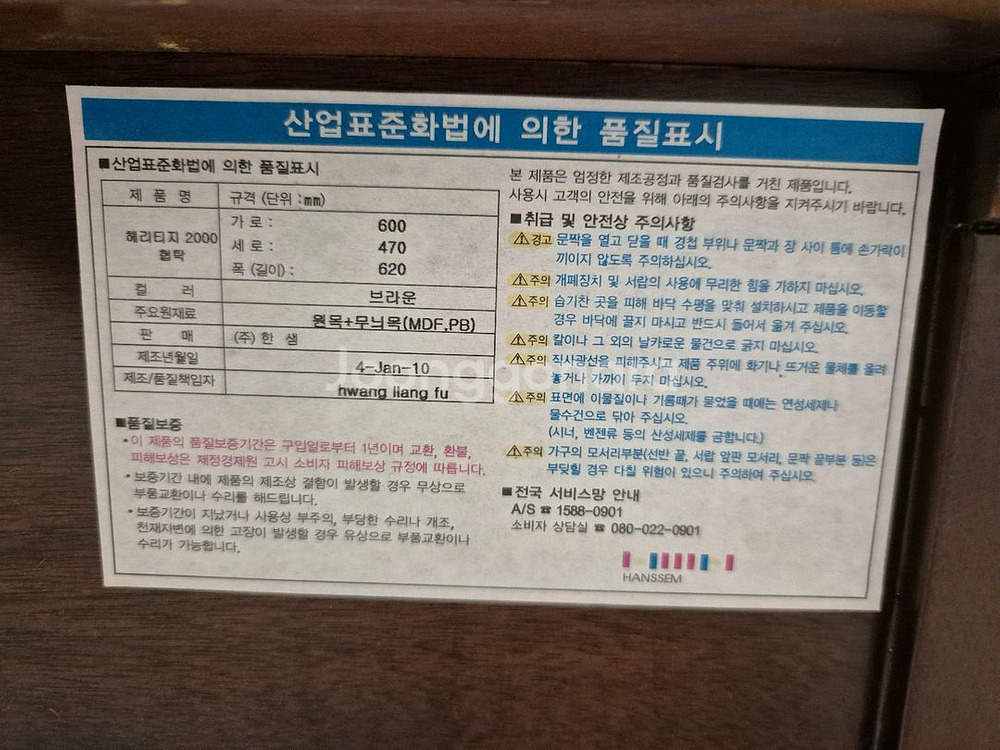 산업표준화법에 의한 품질표시
■산업표준화법에 의한 품질표시
제 품 명 규격 (단위 :mm)
헤리티지 2000 협탁
가 로 : 600
세 로 : 470
폭 (길이) : 620
컬 러 브라운
주요원재료 원목+무늬목(MDF,PB)
판 매 (주) 한 샘
제조년월일 4-Jan-10
제조/품질책임자 hwang liang fu
■품질보증
• 이 제품의 품질보증기간은 구입일로부터 1년이며 교환, 환불,
피해보상은 재정경제원 고시 소비자 피해보상 규정에 따릅니다.
• 보증기간 내에 제품의 제조상 결함이 발생할 경우 무상으로
부품교환이나 수리를 해드립니다.
• 보증기간이 지났거나 사용상 부주의, 부당한 수리나 개조,
천재지변에 의한 고장이 발생할 경우 유상으로 부품교환이나
수리가 가능합니다.
본 제품은 엄정한 제조공정과 품질검사를 거친 제품입니다.
사용시 고객의 안전을 위해 아래의 주의사항을 지켜주시기 바랍니다.
■취급 및 안전상 주의사항
⚠경고 문짝을 열고 닫을 때 경첩 부위나 문짝과 장 사이 틈에 손가락이
끼이지 않도록 주의하십시오.
⚠주의 개폐장치 및 서랍의 사용에 무리한 힘을 가하지 마십시오.
⚠주의 습기찬 곳을 피해 바닥 수평을 맞춰 설치하시고 제품을 이동할
경우 바닥에 끌지 마시고 반드시 들어서 옮겨 주십시오.
⚠주의 칼이나 그 외의 날카로운 물건으로 긁지 마십시오.
⚠주의 직사광선을 피해주시고 제품 주위에 화기나 뜨거운 물체를 올려
놓거나 가까이 두지 마십시오.
⚠주의 표면에 이물질이나 기름때가 묻었을 때에는 연성세제나
물수건으로 닦아 주십시오.
(시너, 벤젠류 등의 산성세제를 금합니다.)
⚠주의 가구의 모서리부분(선반 끝, 서랍 앞판 모서리, 문짝 끝부분 등)은
부딪힐 경우 다칠 위험이 있으니 주의하여 주십시오.
■전국 서비스망 안내
A/S ☎ 1588-0901
소비자 상담실 ☎ 080-022-0901
HANSSEM